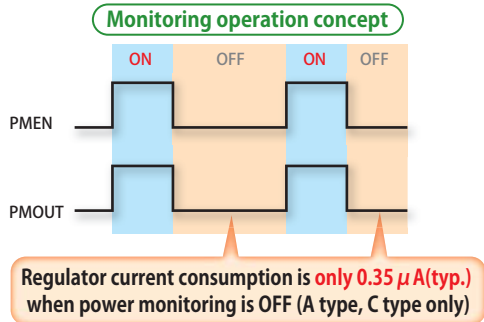 Monitoring operation concept
ON OFF ON OFF
PMEN
PMOUT
Regulator current consumption is only 0.35 μ A(typ.)
when power monitoring is OFF (A type, C type only)